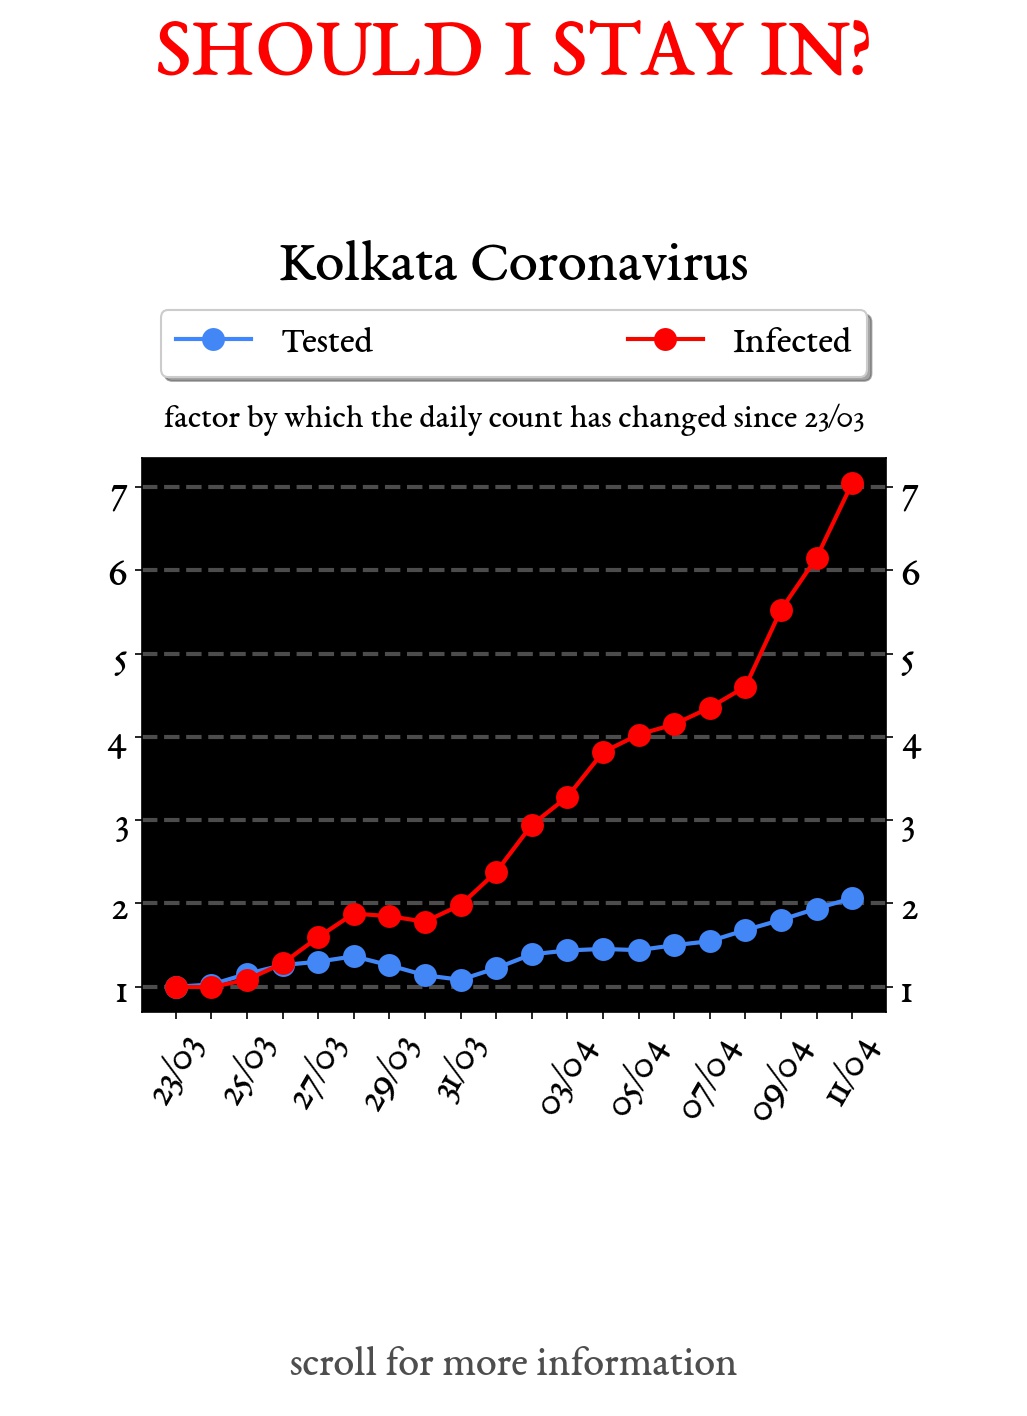 SHOULD I STAY IN?
Kolkata Coronavirus
Tested Infected
factor by which the daily count has changed since 23/03
7 7
6 6
5 5
4 4
3 3
2 2
1 1
23/03 25/03 27/03 29/03 31/03 03/04 05/04 07/04 09/04 11/04
scroll for more information